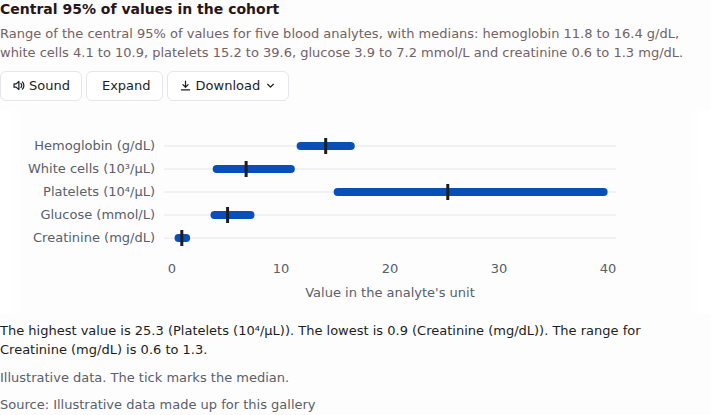 Central 95% of values in the cohort
Range of the central 95% of values for five blood analytes, with medians: hemoglobin 11.8 to 16.4 g/dL,
white cells 4.1 to 10.9, platelets 15.2 to 39.6, glucose 3.9 to 7.2 mmol/L and creatinine 0.6 to 1.3 mg/dL.
Sound Expand Download
Hemoglobin (g/dL)
White cells (10³/µL)
Platelets (10⁴/µL)
Glucose (mmol/L)
Creatinine (mg/dL)
0 10 20 30 40
Value in the analyte's unit
The highest value is 25.3 (Platelets (10⁴/µL)). The lowest is 0.9 (Creatinine (mg/dL)). The range for
Creatinine (mg/dL) is 0.6 to 1.3.
Illustrative data. The tick marks the median.
Source: Illustrative data made up for this gallery